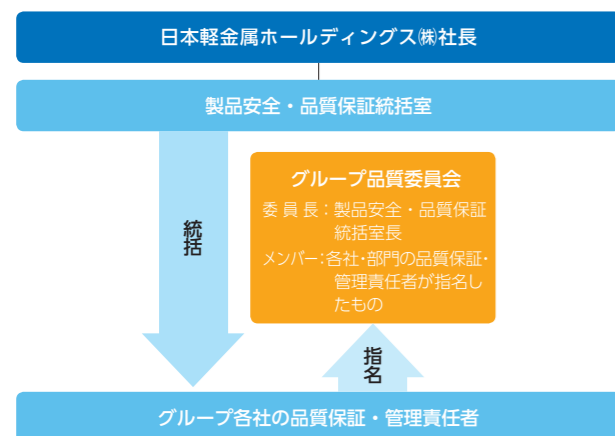 日本軽金属ホールディングス㈱社長
製品安全・品質保証統括室
グループ品質委員会
委員長：製品安全・品質保証
統括室長
メンバー：各社・部門の品質保証・
管理責任者が指名し
たもの
統括
指名
グループ各社の品質保証・管理責任者